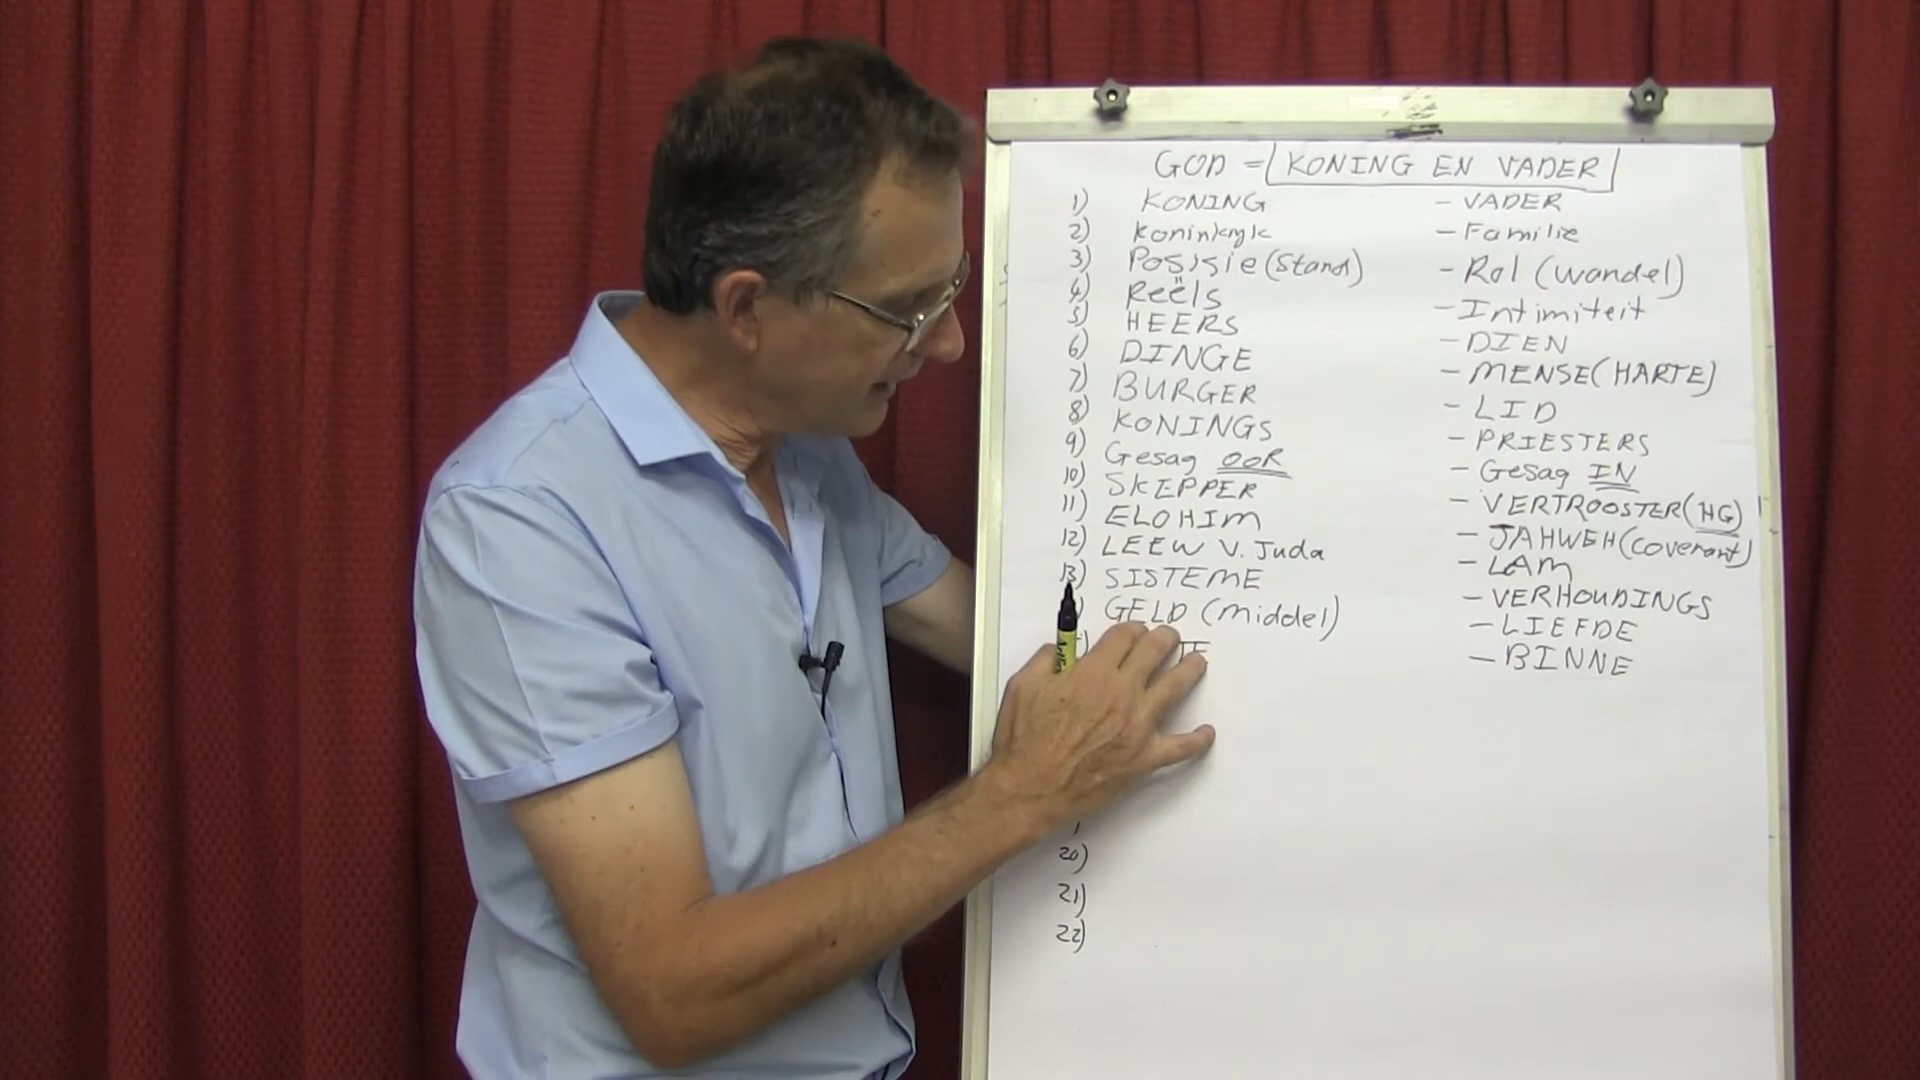 GOD = KONING EN VADER
1) KONING - VADER
2) Koninkryk - Familie
3) Posisie (Stand) - Rol (wandel)
4) Reëls - Intimiteit
5) HEERS - DIEN
6) DINGE - MENSE (HARTE)
7) BURGER - LID
8) KONINGS - PRIESTERS
9) Gesag OOR - Gesag IN
10) SKEPPER - VERTROOSTER (HG)
11) ELOHIM - JAHWEH (Covenant)
12) LEEW V. Juda - LAM
13) SISTEME - VERHOUDINGS
GELD (middel) - LIEFDE
- BINNE
20)
21)
22)